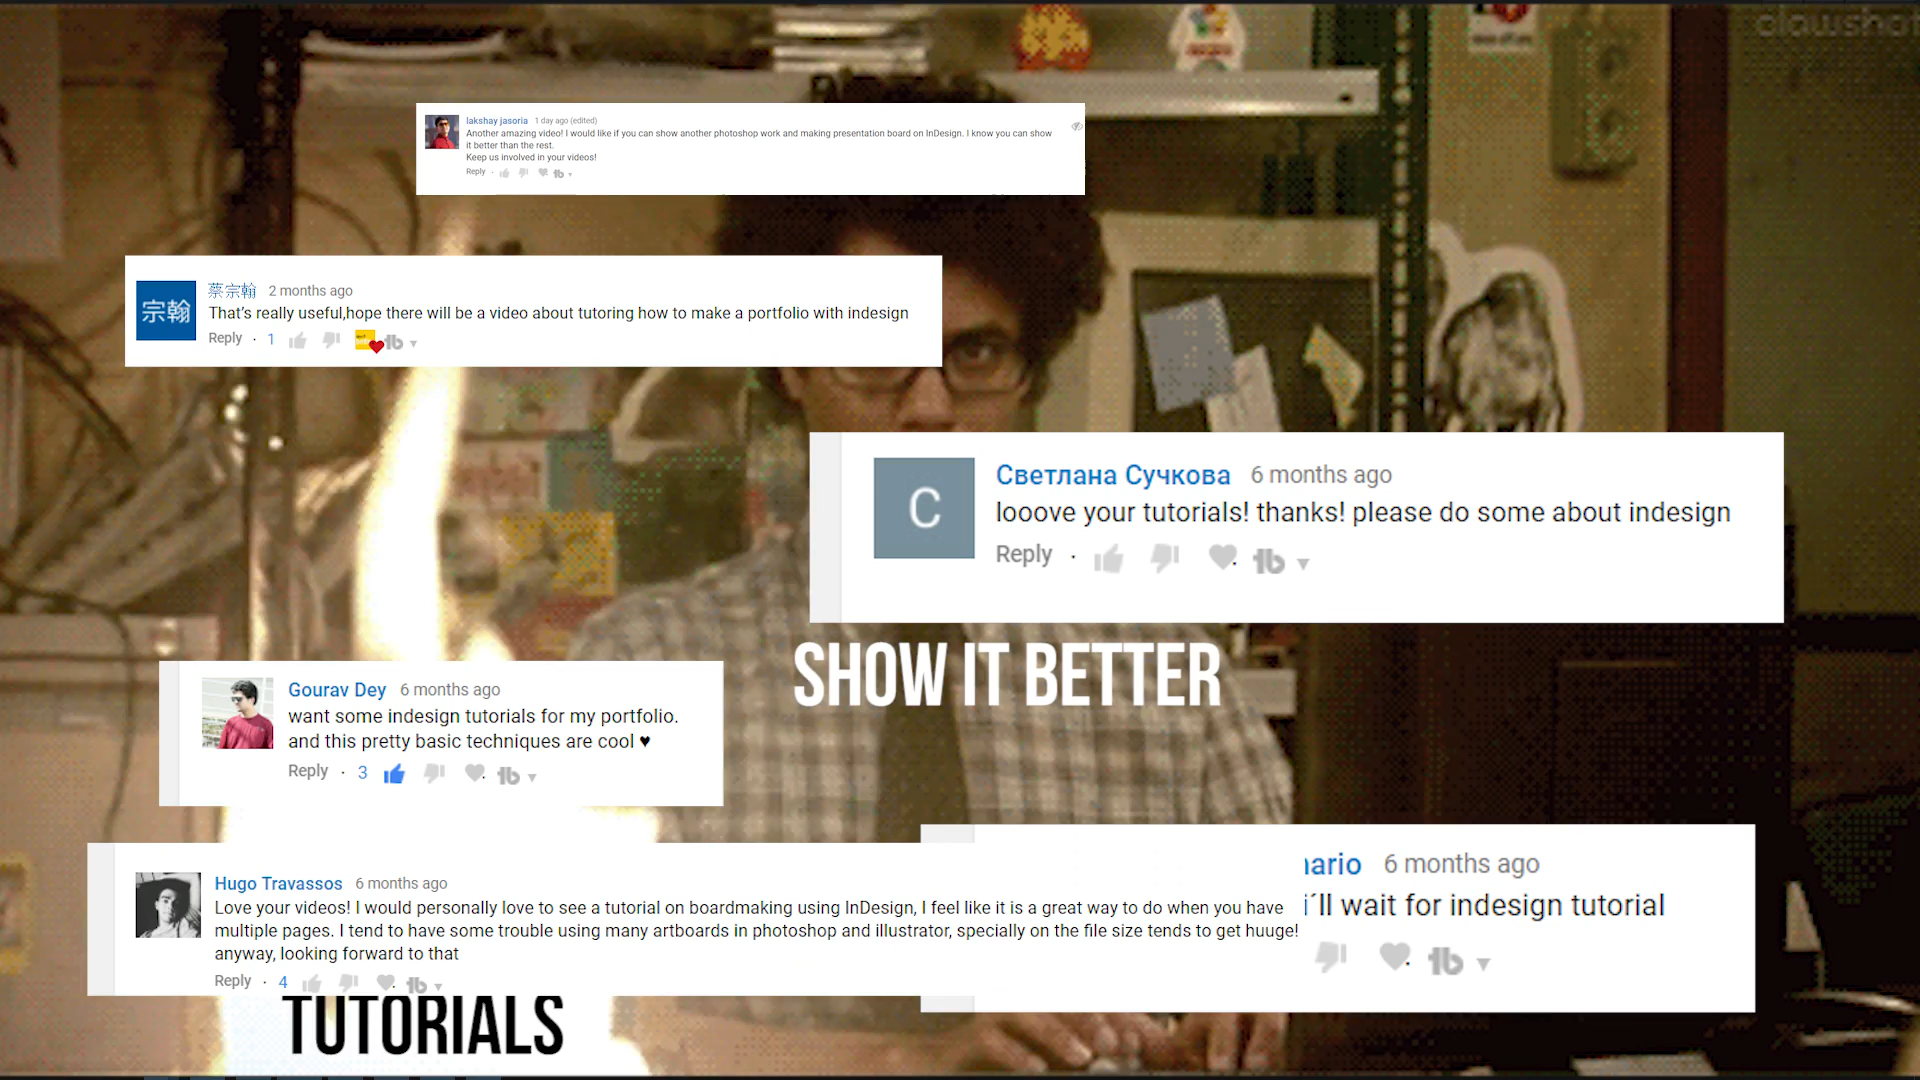 lakshay jasoria 1 day ago (edited)
Another amazing video! I would like if you can show another photoshop work and making presentation board on InDesign. I know you can show
it better than the rest.
Keep us involved in your videos!
Reply
宗翰
蔡宗翰 2 months ago
That's really useful,hope there will be a video about tutoring how to make a portfolio with indesign
Reply · 1
C
Светлана Сучкова 6 months ago
looove your tutorials! thanks! please do some about indesign
Reply ·
SHOW IT BETTER
Gourav Dey 6 months ago
want some indesign tutorials for my portfolio.
and this pretty basic techniques are cool ♥
Reply · 3
Hugo Travassos 6 months ago
Love your videos! I would personally love to see a tutorial on boardmaking using InDesign, I feel like it is a great way to do when you have
multiple pages. I tend to have some trouble using many artboards in photoshop and illustrator, specially on the file size tends to get huuge!
anyway, looking forward to that
Reply · 4
ario 6 months ago
i´ll wait for indesign tutorial
TUTORIALS